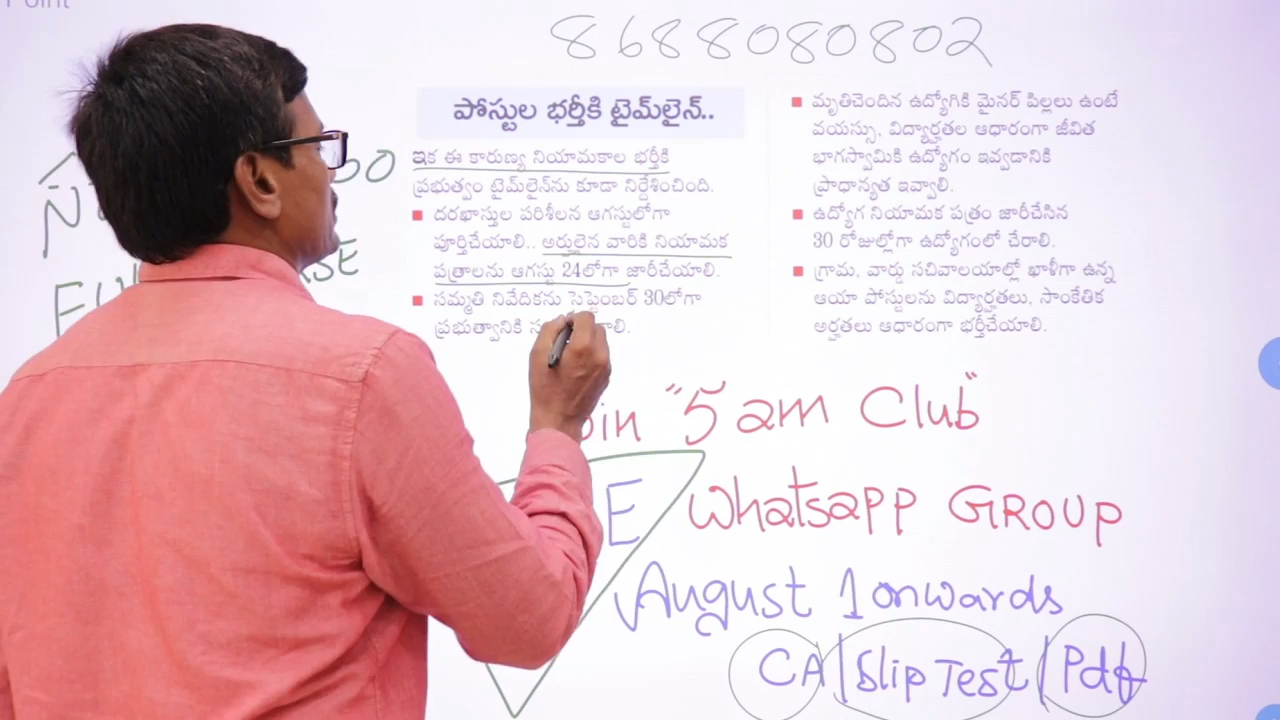 Point
8688080802
పోస్టుల భర్తీకి టైమ్‌లైన్..
ఇక ఈ కారుణ్య నియామకాల భర్తీకి
ప్రభుత్వం టైమ్‌లైన్‌ను కూడా నిర్దేశించింది.
■ దరఖాస్తుల పరిశీలన ఆగస్టులోగా
పూర్తిచేయాలి.. అర్హులైన వారికి నియామక
పత్రాలను ఆగస్టు 24లోగా జారీచేయాలి.
■ సమ్మతి నివేదికను సెప్టెంబర్ 30లోగా
ప్రభుత్వానికి
■ మృతిచెందిన ఉద్యోగికి మైనర్ పిల్లలు ఉంటే
వయస్సు, విద్యార్హతల ఆధారంగా జీవిత
భాగస్వామికి ఉద్యోగం ఇవ్వడానికి
ప్రాధాన్యత ఇవ్వాలి.
■ ఉద్యోగ నియామక పత్రం జారీచేసిన
30 రోజుల్లోగా ఉద్యోగంలో చేరాలి.
■ గ్రామ, వార్డు సచివాలయాల్లో ఖాళీగా ఉన్న
ఆయా పోస్టులను విద్యార్హతలు, సాంకేతిక
అర్హతలు ఆధారంగా భర్తీచేయాలి.
"5 am Club"
E Whatsapp GROUP
August 1 onwards
CA | Slip Test | Pdf